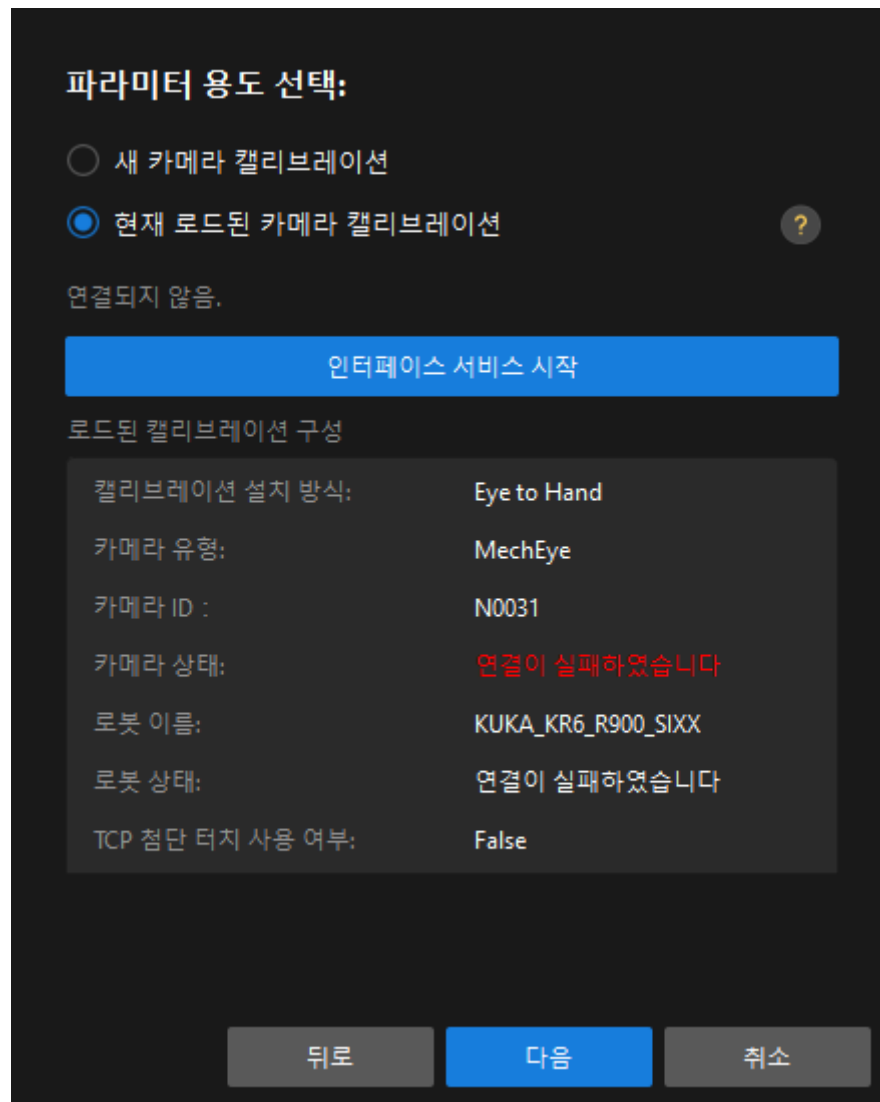 파라미터 용도 선택:
새 카메라 캘리브레이션
현재 로드된 카메라 캘리브레이션 ?
연결되지 않음.
인터페이스 서비스 시작
로드된 캘리브레이션 구성
캘리브레이션 설치 방식: Eye to Hand
카메라 유형: MechEye
카메라 ID : N0031
카메라 상태: 연결이 실패하였습니다
로봇 이름: KUKA_KR6_R900_SIXX
로봇 상태: 연결이 실패하였습니다
TCP 첨단 터치 사용 여부: False
뒤로 다음 취소